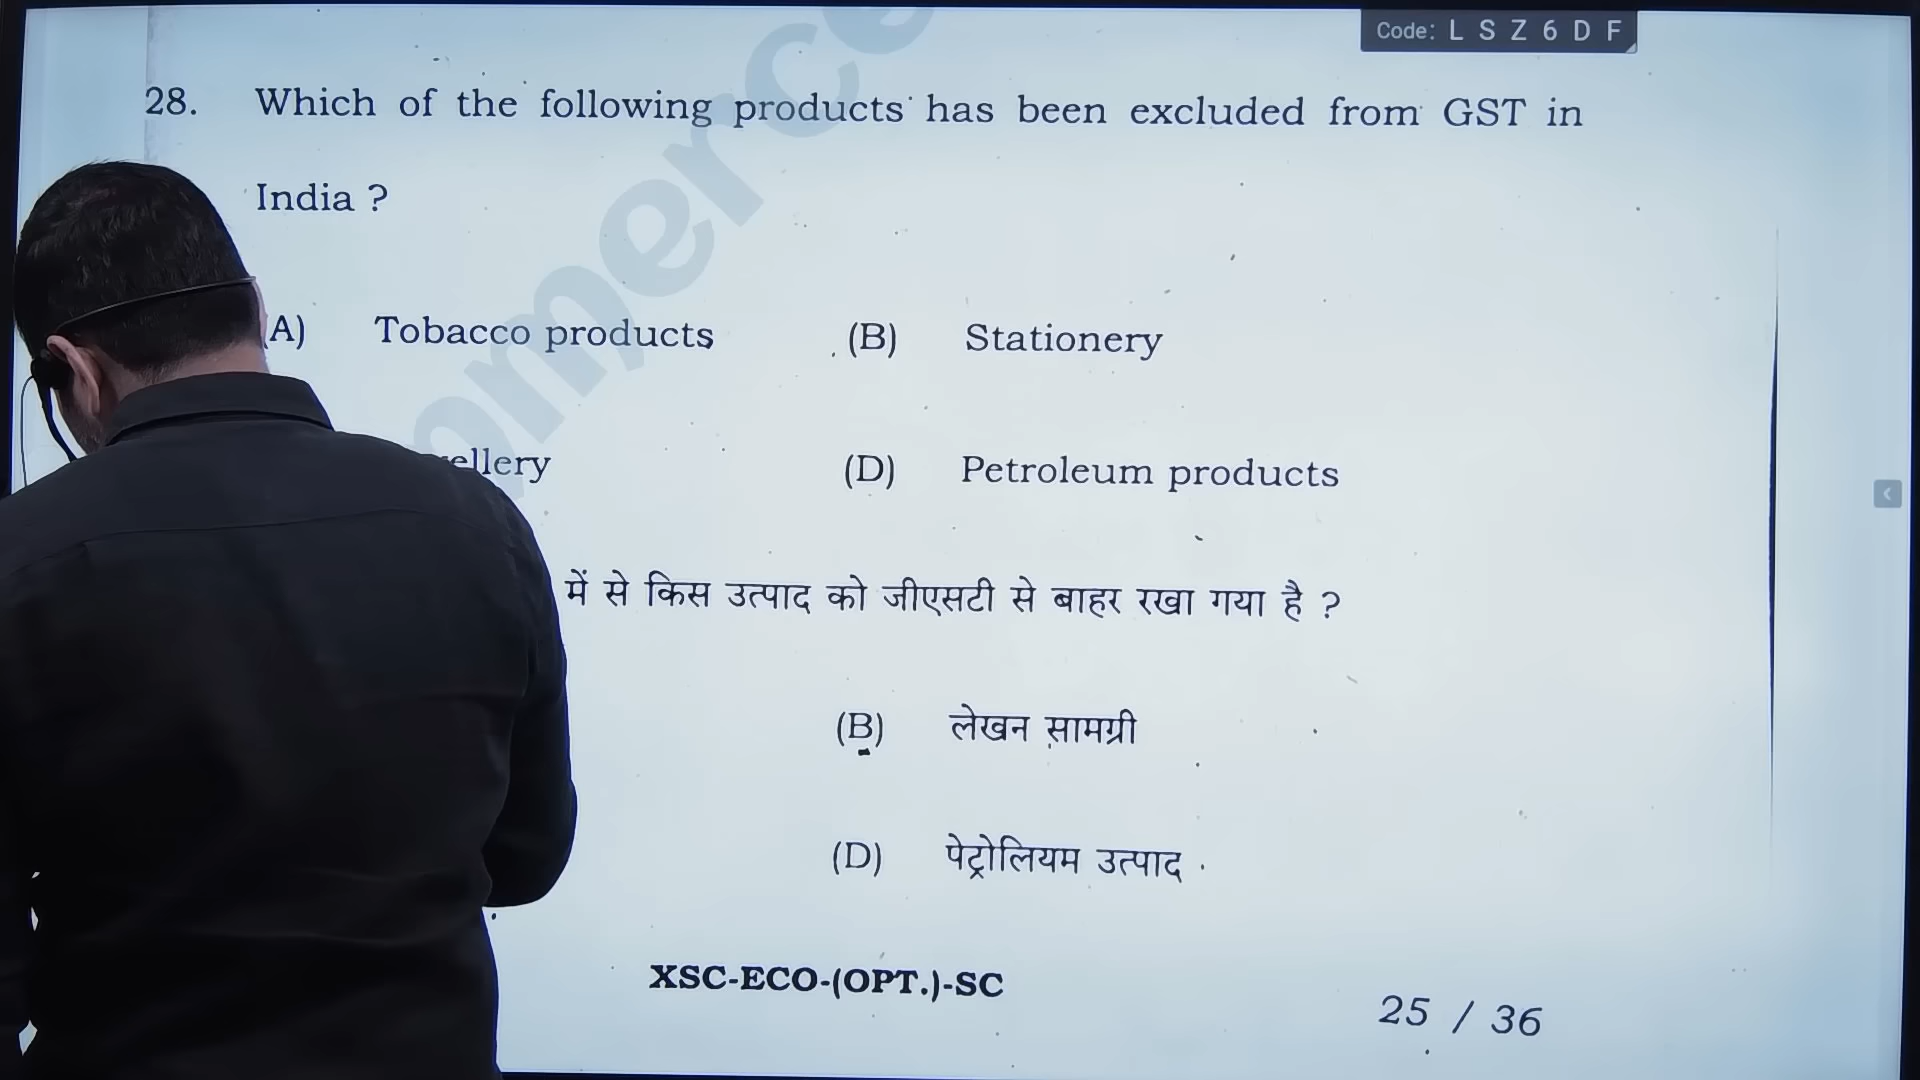 Code: L S Z 6 D F
28. Which of the following products has been excluded from GST in
India ?
A) Tobacco products (B) Stationery
ellery (D) Petroleum products
में से किस उत्पाद को जीएसटी से बाहर रखा गया है ?
(B) लेखन सामग्री
(D) पेट्रोलियम उत्पाद
XSC-ECO-(OPT.)-SC
25 / 36